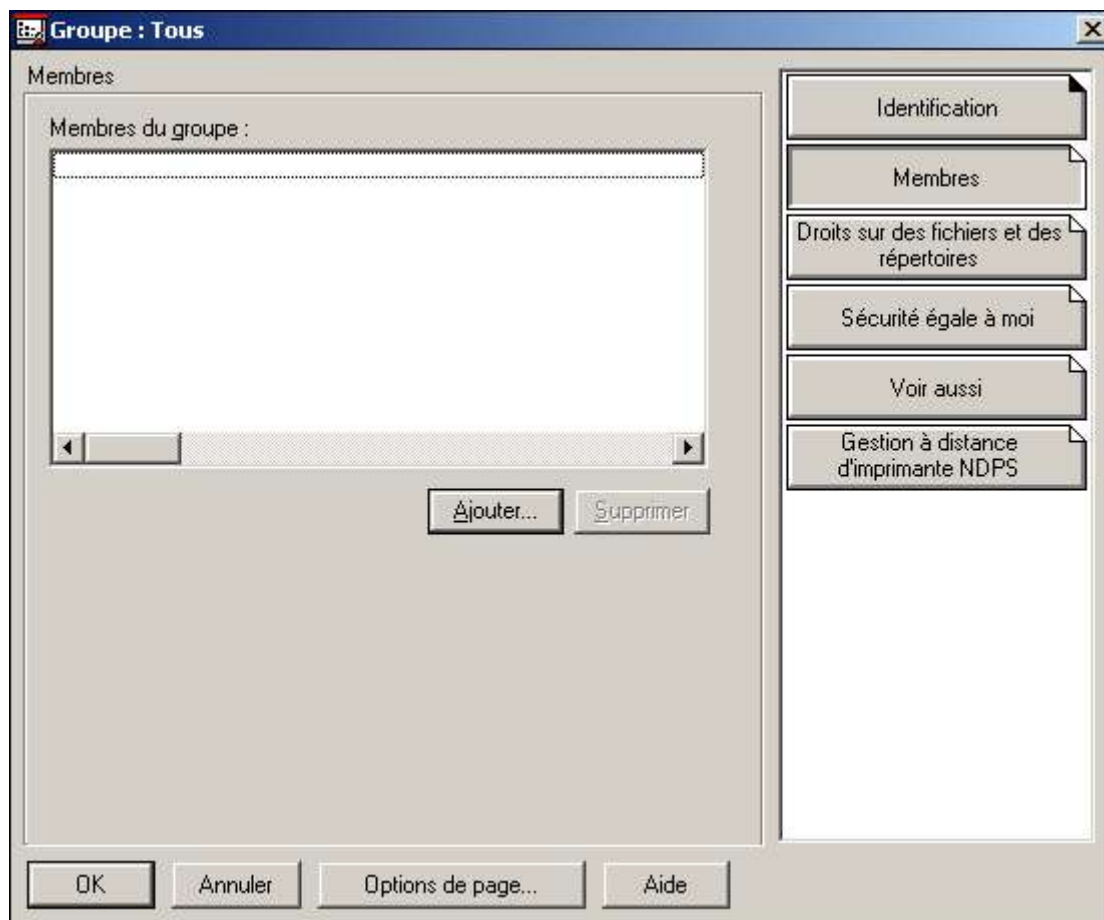 Groupe : Tous
Membres
Membres du groupe :
Ajouter...
Supprimer
Identification
Membres
Droits sur des fichiers et des
répertoires
Sécurité égale à moi
Voir aussi
Gestion à distance
d'imprimante NDPS
OK
Annuler
Options de page...
Aide